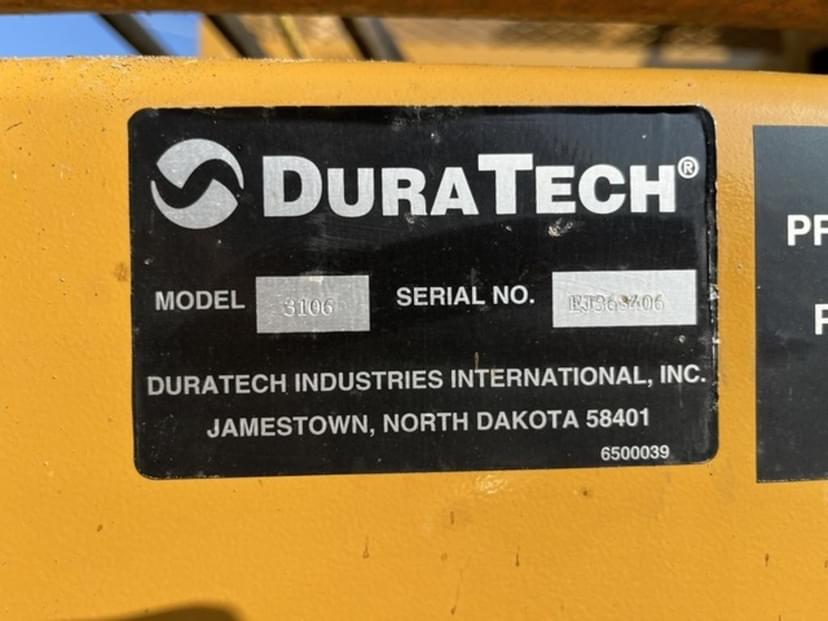 DURATECH®
MODEL 3106 SERIAL NO.
DURATECH INDUSTRIES INTERNATIONAL, INC.
JAMESTOWN, NORTH DAKOTA 58401
6500039